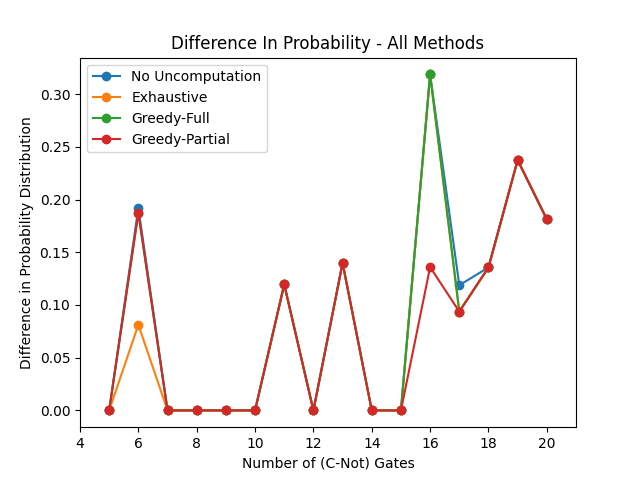 Difference In Probability - All Methods
No Uncomputation
Exhaustive
Greedy-Full
Greedy-Partial
Difference in Probability Distribution
0.30
0.25
0.20
0.15
0.10
0.05
0.00
4 6 8 10 12 14 16 18 20
Number of (C-Not) Gates